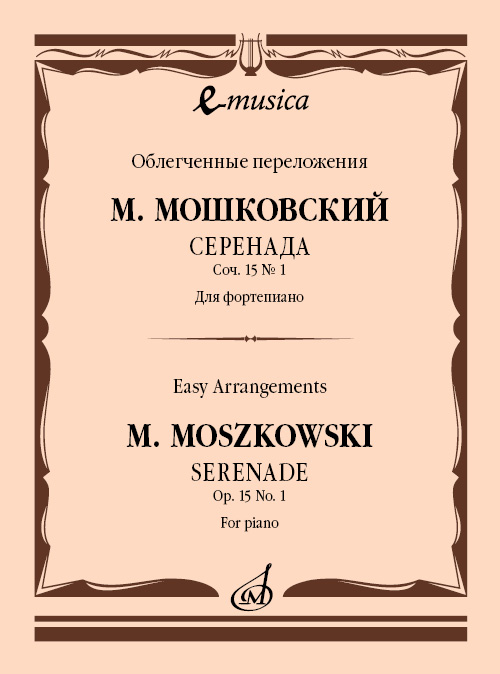 e-musica
Облегченные переложения
М. МОШКОВСКИЙ
СЕРЕНАДА
Соч. 15 № 1
Для фортепиано
Easy Arrangements
M. MOSZKOWSKI
SERENADE
Op. 15 No. 1
For piano
М